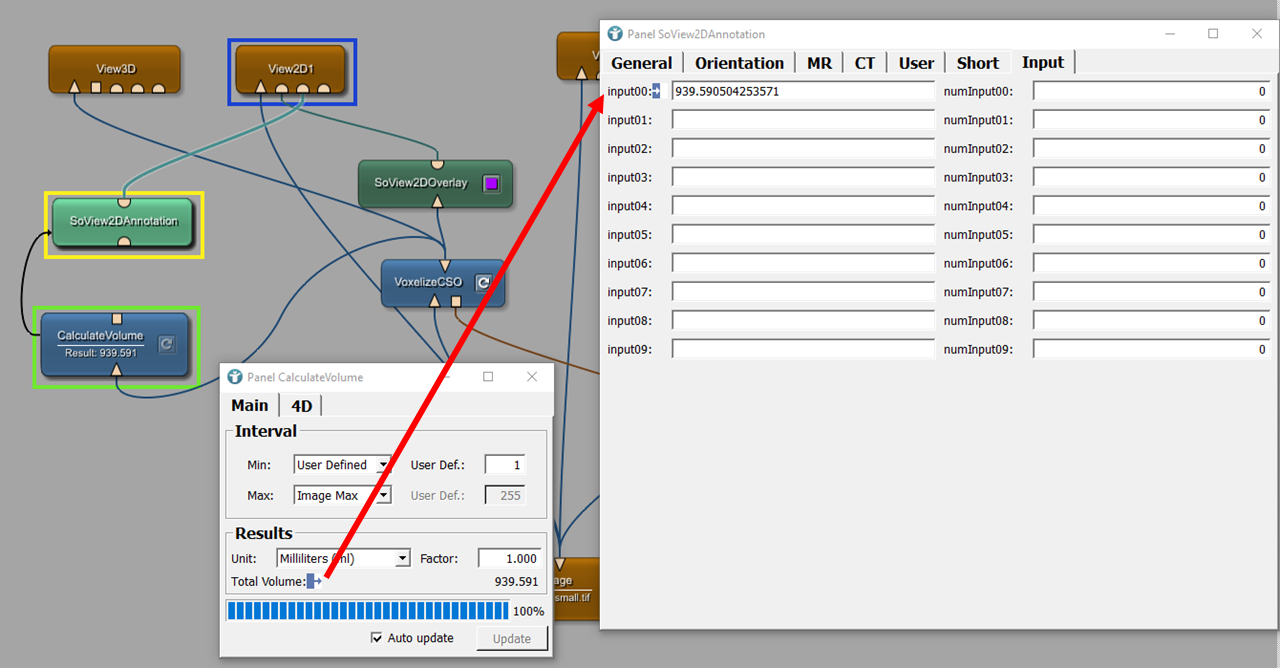 View3D
View2D1
V
SoView2DOverlay
SoView2DAnnotation
VoxelizeCSO
CalculateVolume
Result: 939.591
age
small.tif
Panel CalculateVolume
Main 4D
Interval
Min: User Defined User Def.: 1
Max: Image Max User Def.: 255
Results
Unit: Milliliters (ml) Factor: 1.000
Total Volume: 939.591
100%
Auto update Update
Panel SoView2DAnnotation
General Orientation MR CT User Short Input
input00: 939.590504253571 numInput00: 0
input01: numInput01: 0
input02: numInput02: 0
input03: numInput03: 0
input04: numInput04: 0
input05: numInput05: 0
input06: numInput06: 0
input07: numInput07: 0
input08: numInput08: 0
input09: numInput09: 0